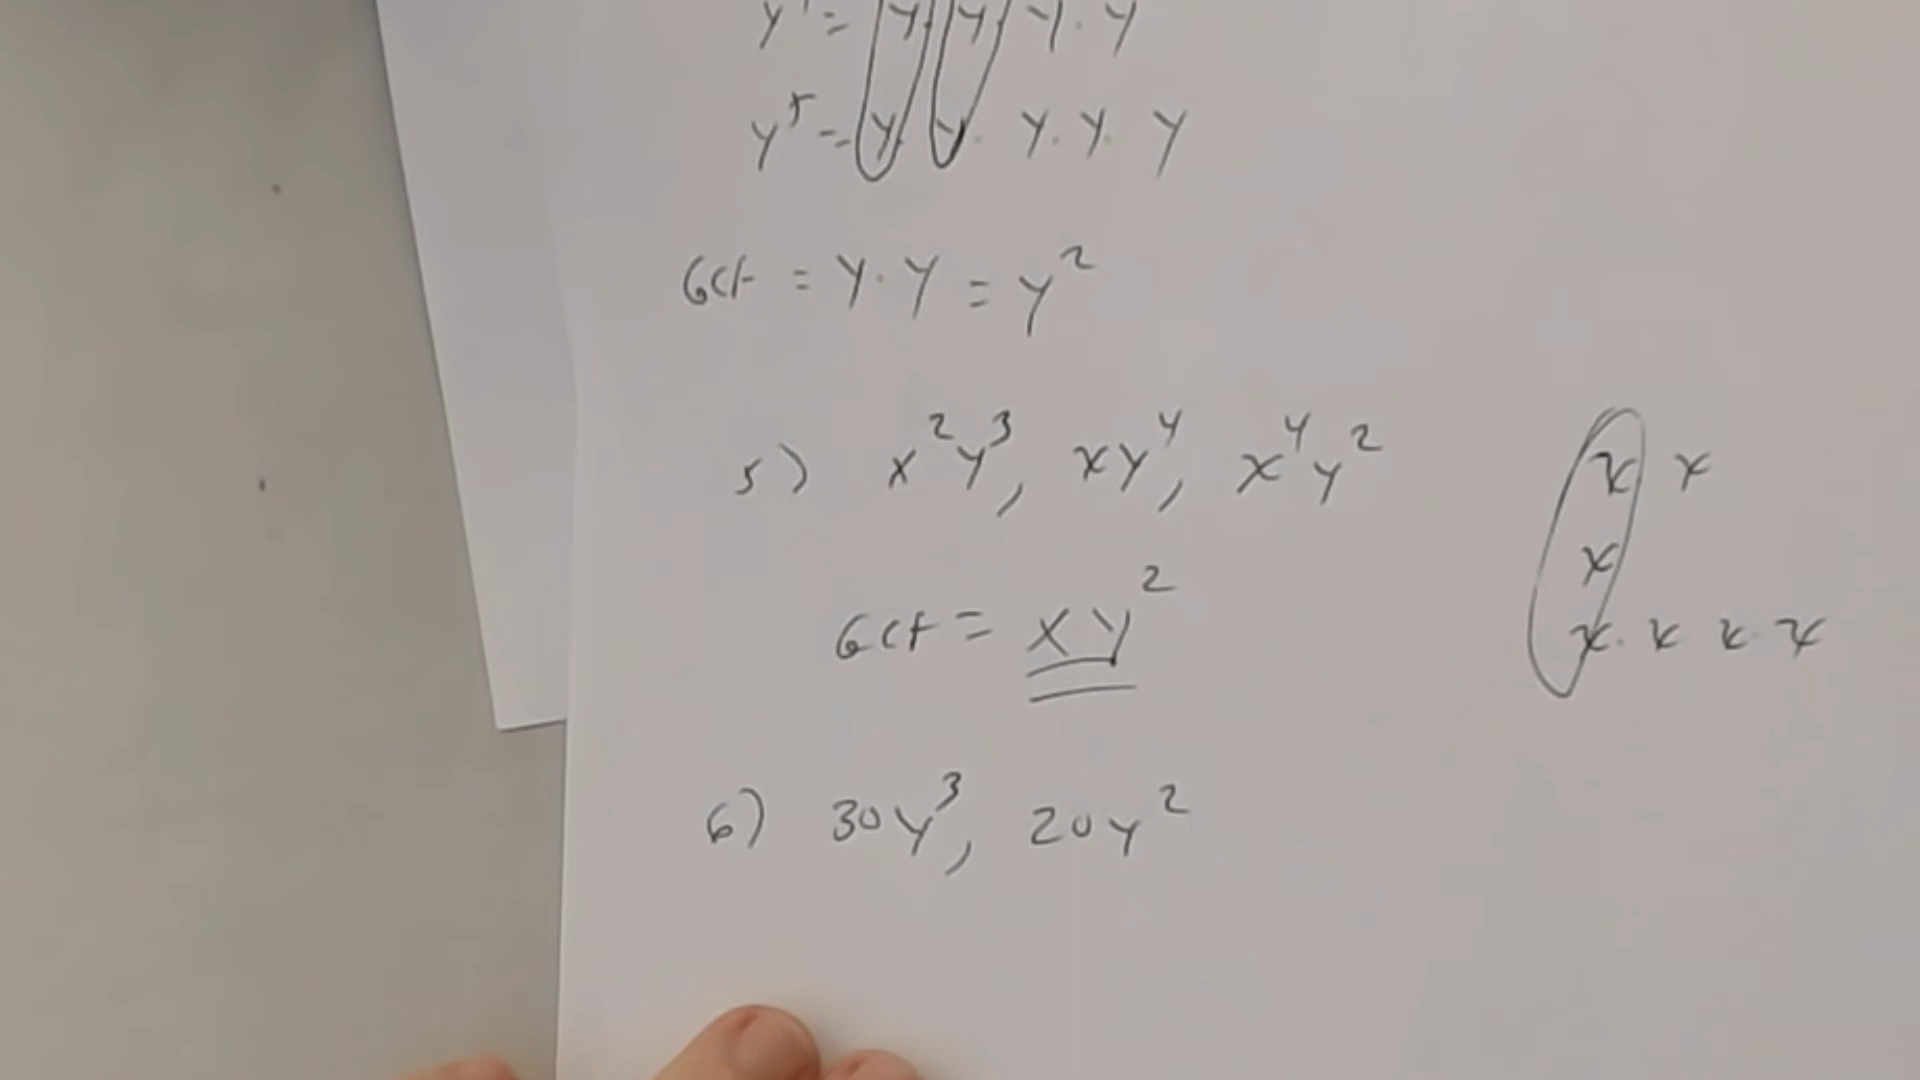 y = y y y · y
y⁵ = y · y · y · y · y
GCF = y · y = y²
5) x²y³, xy⁴, x⁴y²
x x
x
x · x x x
GCF = xy²
6) 30y³, 20y²